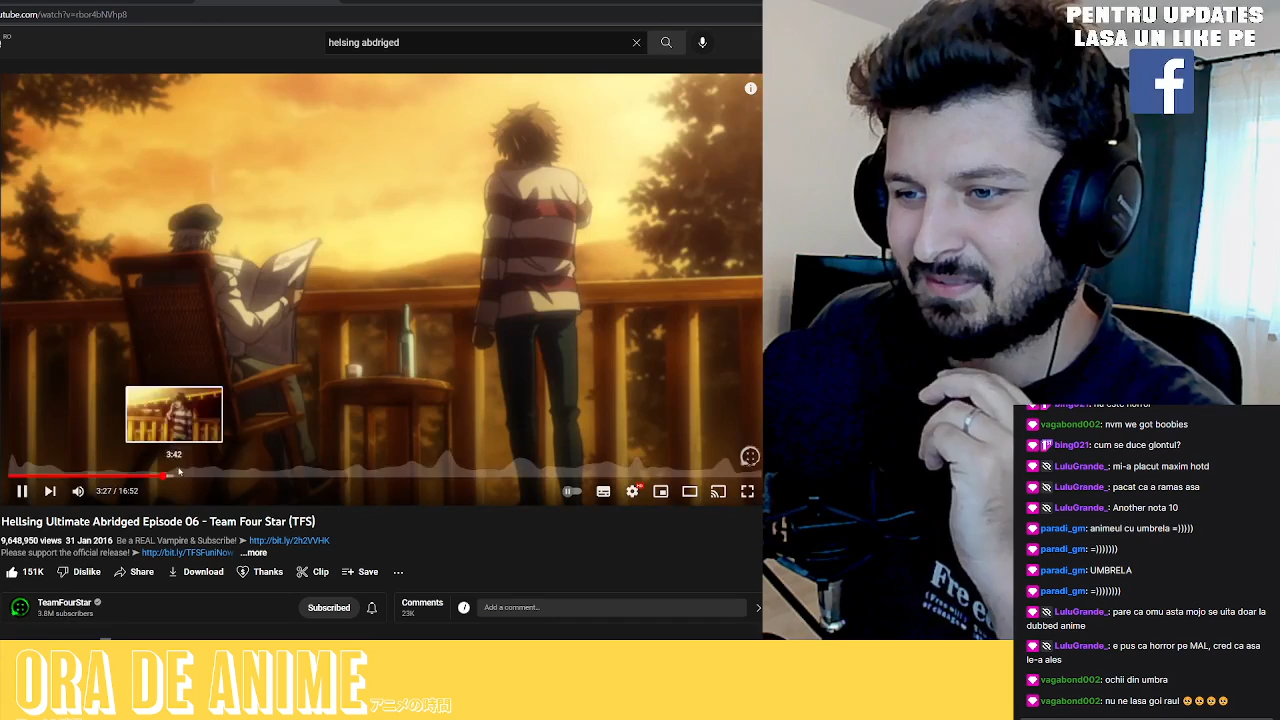 utube.com/watch?v=rbor4bNVhp8
RO
helsing abdriged
3:42
3:27 / 16:52
Hellsing Ultimate Abridged Episode 06 - Team Four Star (TFS)
9,648,950 views 31 Jan 2016 Be a REAL Vampire & Subscribe! ➤ http://bit.ly/2h2VVHK
Please support the official release! ➤ http://bit.ly/TFSFuniNow ...more
151K Dislike Share Download Thanks Clip Save ...
TeamFourStar
3.8M subscribers
Subscribed
Comments
23K
Add a comment...
PENTRU UPDATES
LASA UN LIKE PE
f
Free
vagabond002: nvm we got boobies
bing021: cum se duce glontul?
LuluGrande_: mi-a placut maxim hotd
LuluGrande_: pacat ca a ramas asa
LuluGrande_: Another nota 10
paradi_gm: animeul cu umbrela =)))))
paradi_gm: =)))))))
paradi_gm: UMBRELA
paradi_gm: =))))))))
LuluGrande_: pare ca omu asta mojo se uita doar la
dubbed anime
LuluGrande_: e pus ca horror pe MAL, cred ca asa
le-a ales
vagabond002: ochii din umbra
vagabond002: nu ne lasa gol raul
ORA DE ANIME
アニメの時間